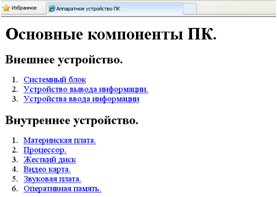 Избранное
Аппаратное устройство ПК
Основные компоненты ПК.
Внешнее устройство.
1. Системный блок
2. Устройство вывода информации.
3. Устройства ввода информации
Внутреннее устройство.
1. Материнская плата.
2. Процессор.
3. Жесткий диск
4. Видео карта.
5. Звуковая плата.
6. Оперативная память.